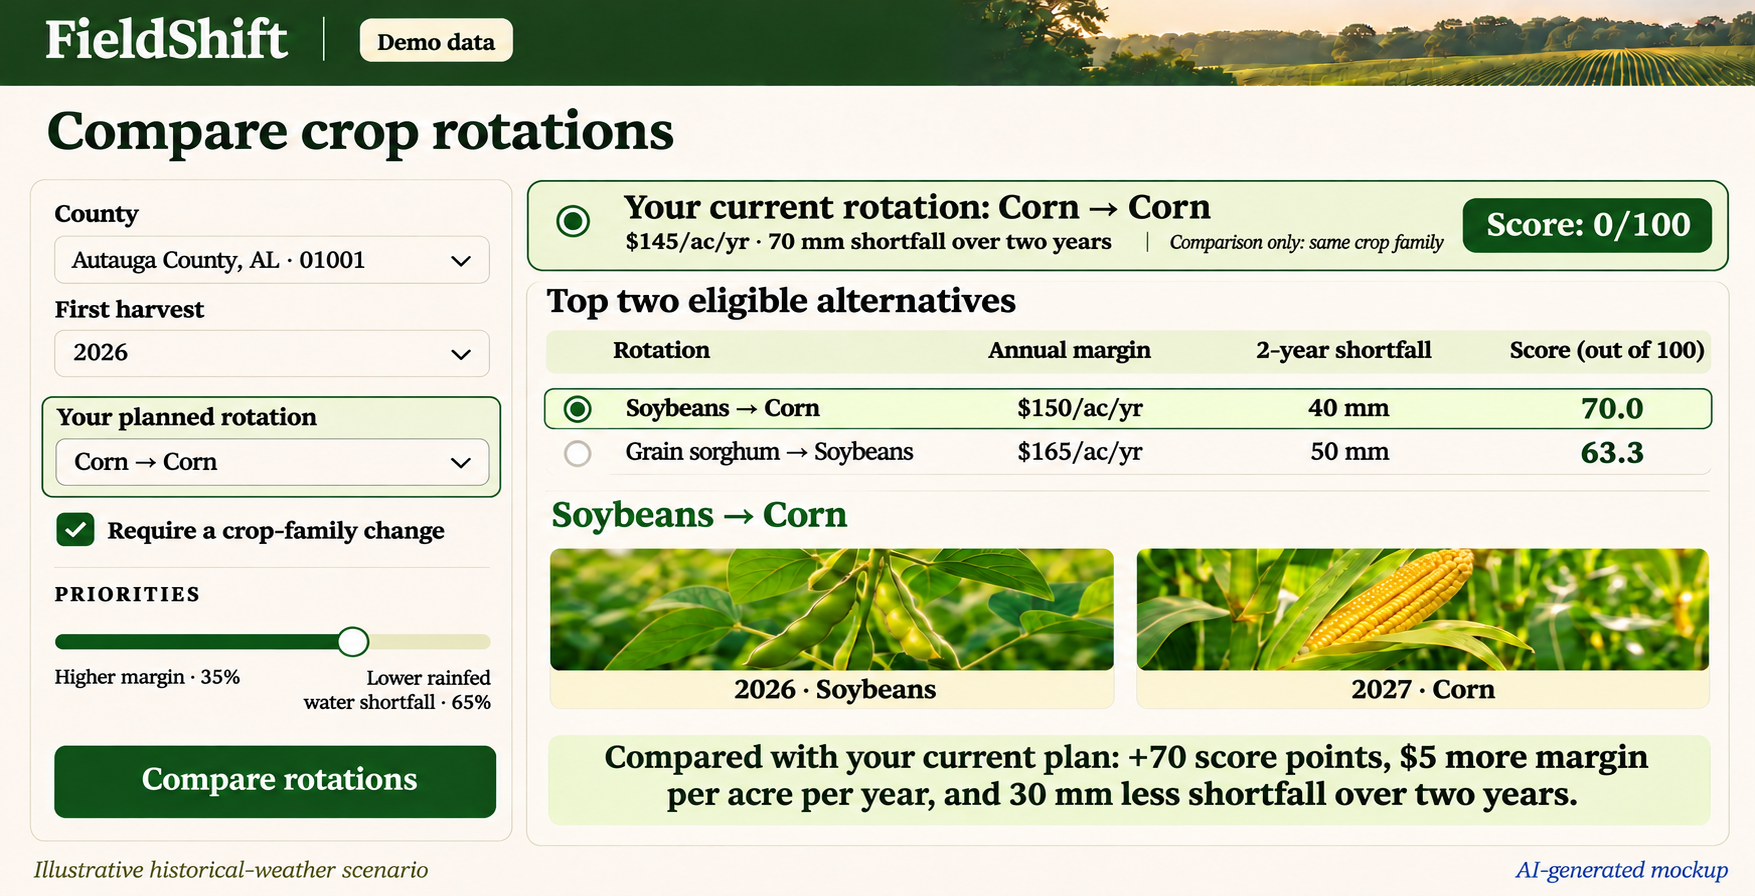 FieldShift
Demo data
Compare crop rotations
County
Autauga County, AL · 01001
First harvest
2026
Your planned rotation
Corn → Corn
Require a crop-family change
PRIORITIES
Higher margin · 35%
Lower rainfed
water shortfall · 65%
Compare rotations
Your current rotation: Corn → Corn
$145/ac/yr · 70 mm shortfall over two years | Comparison only: same crop family
Score: 0/100
Top two eligible alternatives
Rotation Annual margin 2-year shortfall Score (out of 100)
Soybeans → Corn $150/ac/yr 40 mm 70.0
Grain sorghum → Soybeans $165/ac/yr 50 mm 63.3
Soybeans → Corn
2026 · Soybeans
2027 · Corn
Compared with your current plan: +70 score points, $5 more margin
per acre per year, and 30 mm less shortfall over two years.
Illustrative historical-weather scenario
AI-generated mockup